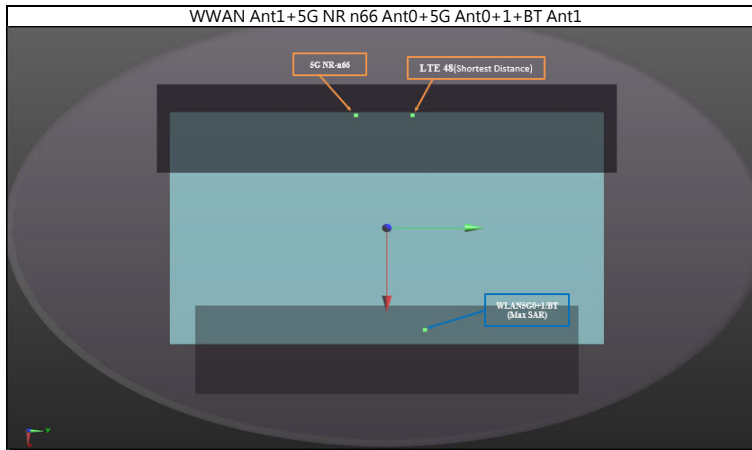 WWAN Ant1+5G NR n66 Ant0+5G Ant0+1+BT Ant1
5G NR-n66
LTE 48(Shortest Distance)
WLAN5G0+1/BT
(Max SAR)
Y